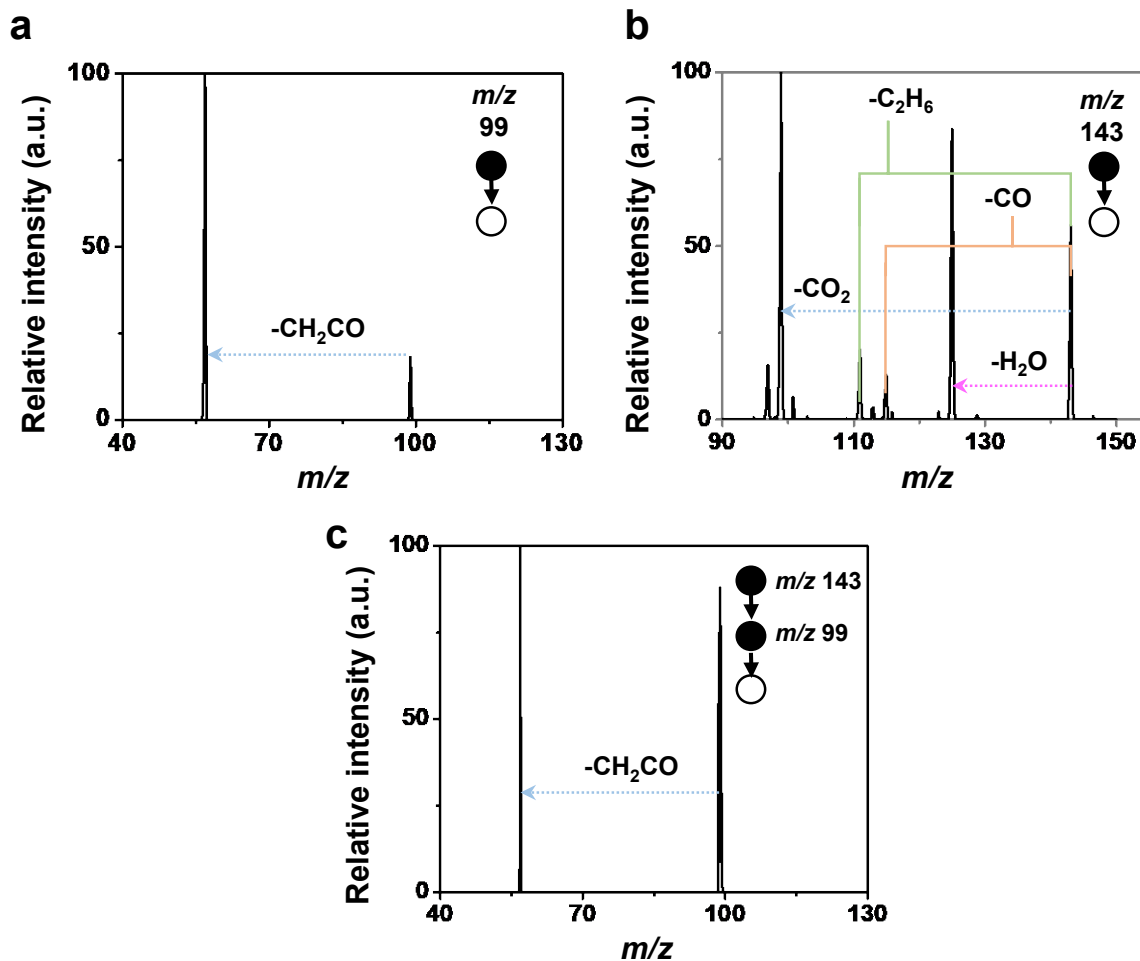 a
Relative intensity (a.u.)
100
50
0
40
70
100
130
m/z
m/z
99
-CH₂CO
b
Relative intensity (a.u.)
100
50
0
90
110
130
150
m/z
-C₂H₆
m/z
143
-CO
-CO₂
-H₂O
c
Relative intensity (a.u.)
100
50
0
40
70
100
130
m/z
m/z 143
m/z 99
-CH₂CO